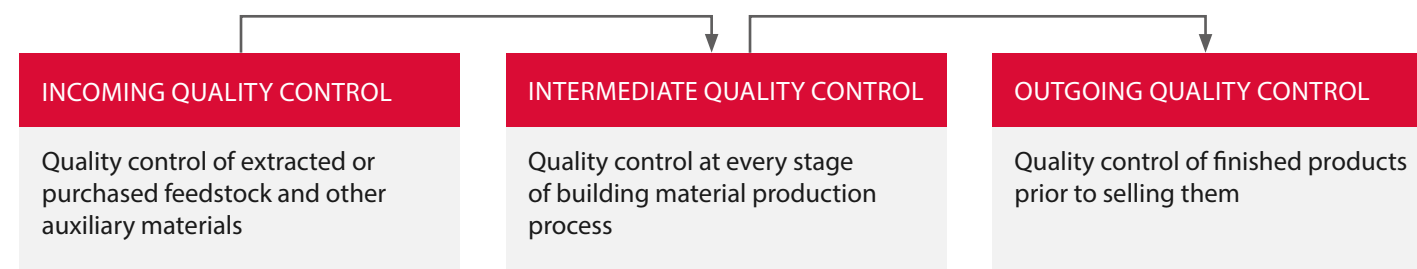 INCOMING QUALITY CONTROL
Quality control of extracted or
purchased feedstock and other
auxiliary materials
INTERMEDIATE QUALITY CONTROL
Quality control at every stage
of building material production
process
OUTGOING QUALITY CONTROL
Quality control of finished products
prior to selling them